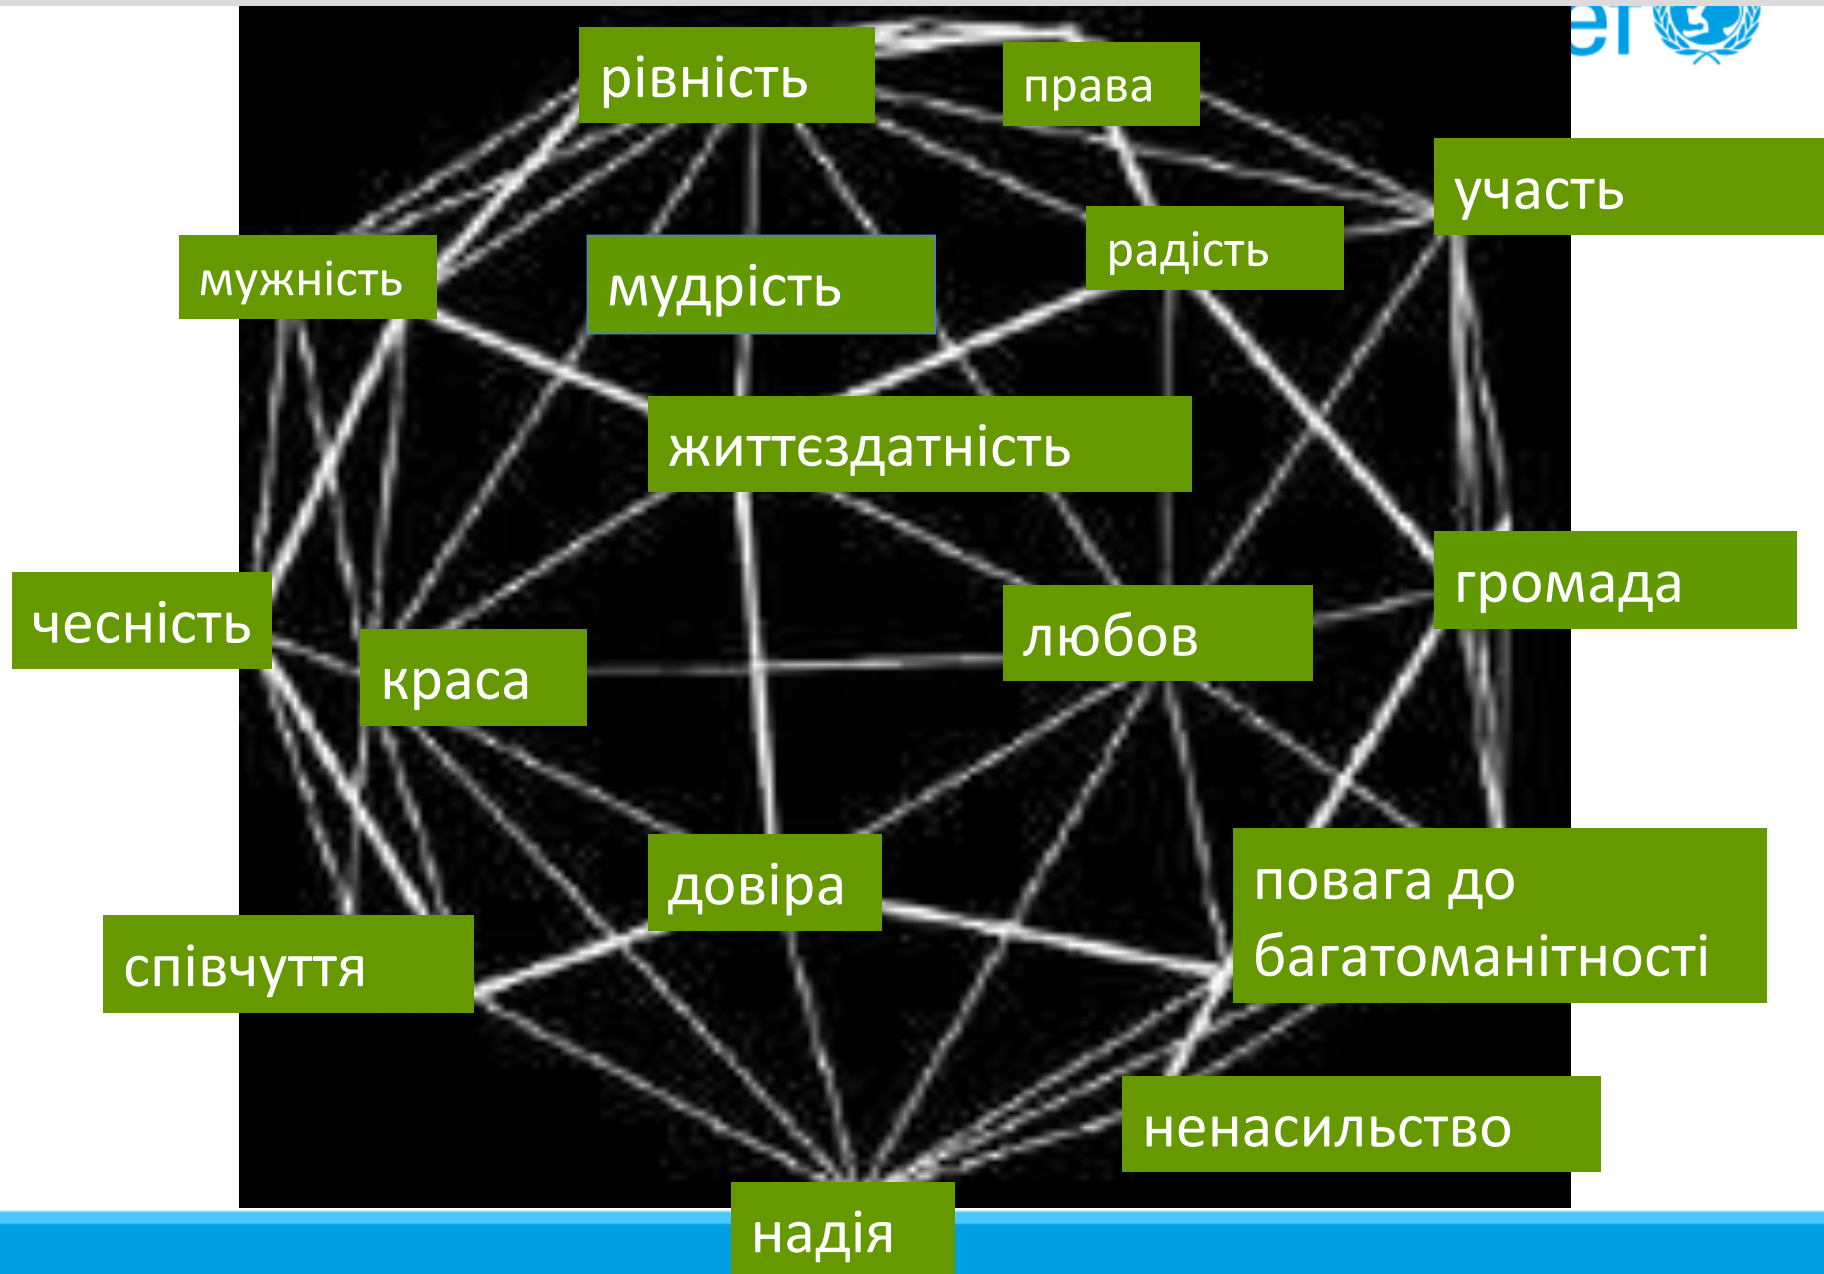 рівність
права
участь
радість
мужність
мудрість
життєздатність
громада
чесність
любов
краса
довіра
повага до
багатоманітності
співчуття
ненасильство
надія